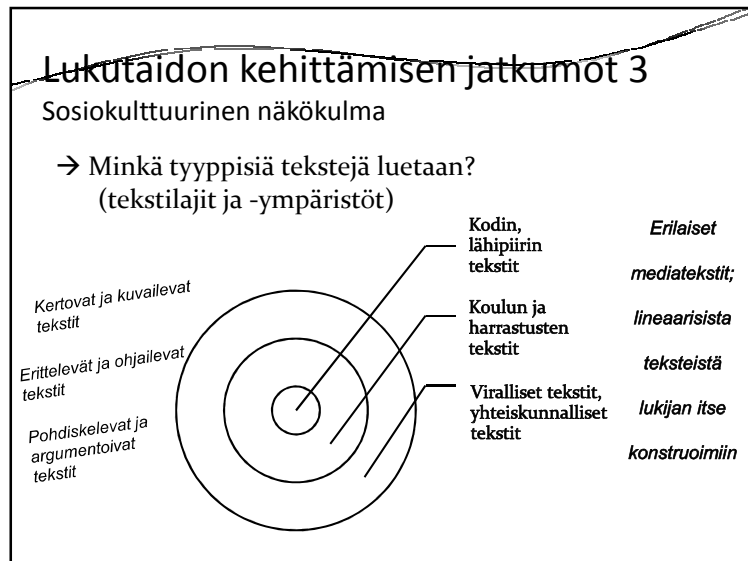 Lukutaidon kehittämisen jatkumot 3
Sosiokulttuurinen näkökulma
→ Minkä tyyppisiä tekstejä luetaan?
(tekstilajit ja -ympäristöt)
Kertovat ja kuvailevat
tekstit
Erittelevät ja ohjailevat
tekstit
Pohdiskelevat ja
argumentoivat
tekstit
Kodin,
lähipiirin
tekstit
Koulun ja
harrastusten
tekstit
Viralliset tekstit,
yhteiskunnalliset
tekstit
Erilaiset
mediatekstit;
lineaarisista
teksteistä
lukijan itse
konstruoimiin